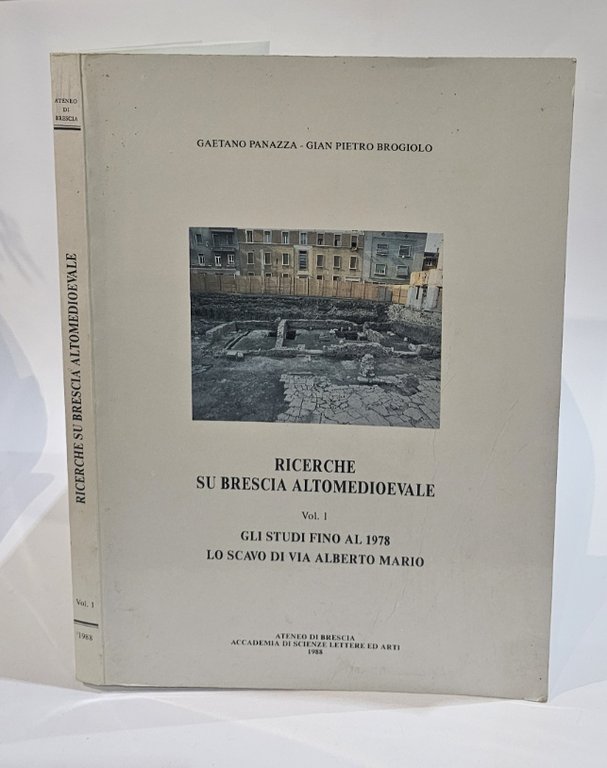 ATENEO
DI
BRESCIA
RICERCHE SU BRESCIA ALTOMEDIOEVALE
Vol. 1
1988
GAETANO PANAZZA - GIAN PIETRO BROGIOLO
RICERCHE
SU BRESCIA ALTOMEDIOEVALE
Vol. 1
GLI STUDI FINO AL 1978
LO SCAVO DI VIA ALBERTO MARIO
ATENEO DI BRESCIA
ACCADEMIA DI SCIENZE LETTERE ED ARTI
1988